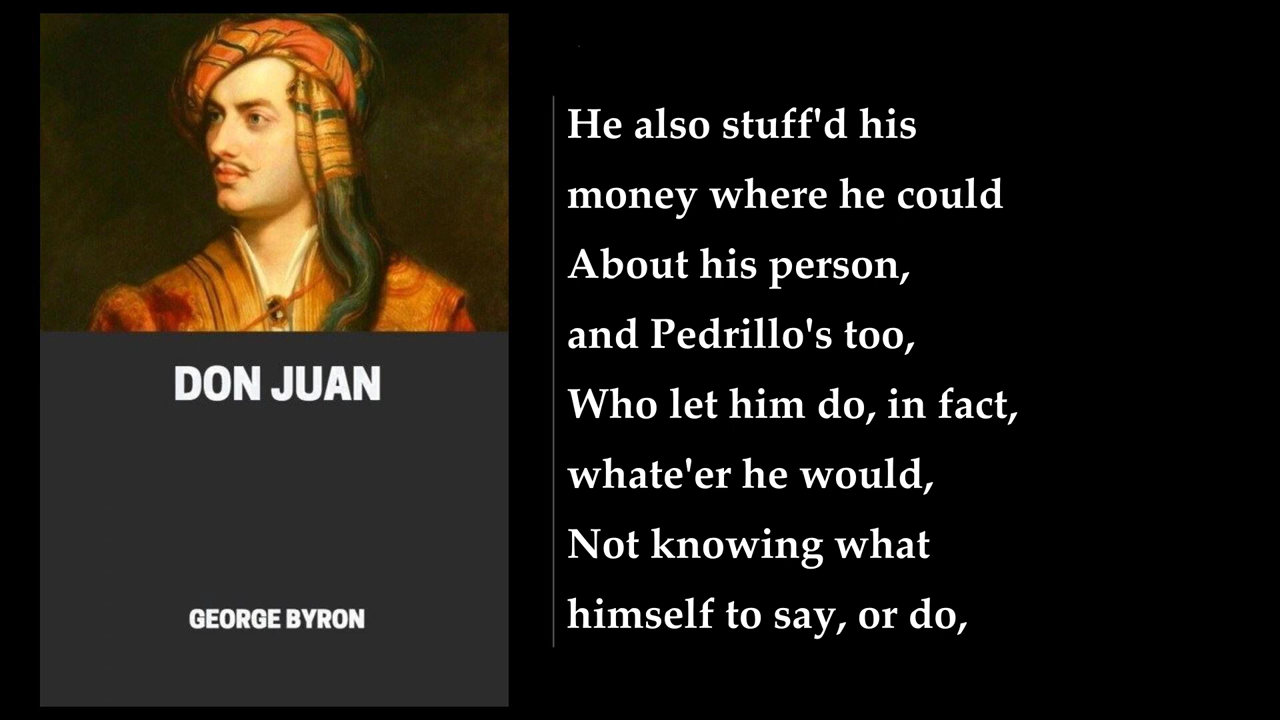 DON JUAN
GEORGE BYRON
He also stuff'd his
money where he could
About his person,
and Pedrillo's too,
Who let him do, in fact,
whate'er he would,
Not knowing what
himself to say, or do,